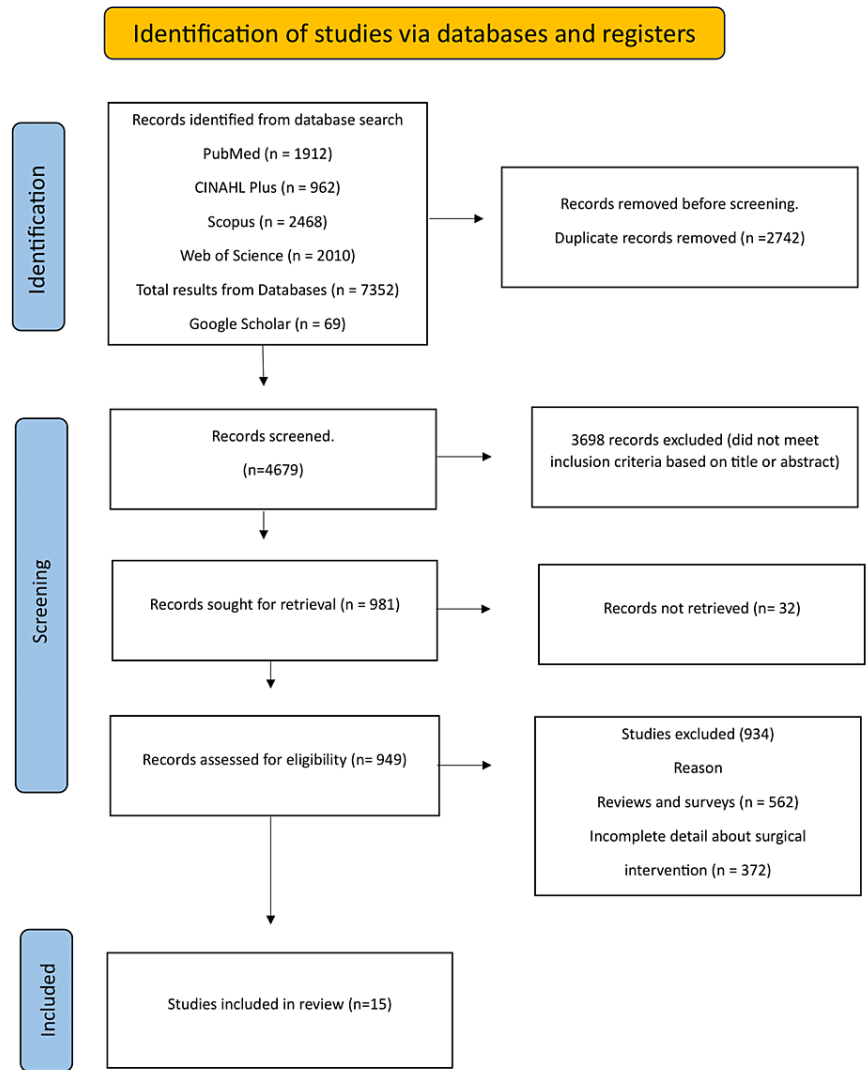 Identification of studies via databases and registers
Identification
Records identified from database search
PubMed (n = 1912)
CINAHL Plus (n = 962)
Scopus (n = 2468)
Web of Science (n = 2010)
Total results from Databases (n = 7352)
Google Scholar (n = 69)
Records removed before screening.
Duplicate records removed (n =2742)
Screening
Records screened.
(n=4679)
3698 records excluded (did not meet
inclusion criteria based on title or abstract)
Records sought for retrieval (n = 981)
Records not retrieved (n= 32)
Records assessed for eligibility (n= 949)
Studies excluded (934)
Reason
Reviews and surveys (n = 562)
Incomplete detail about surgical
intervention (n = 372)
Included
Studies included in review (n=15)